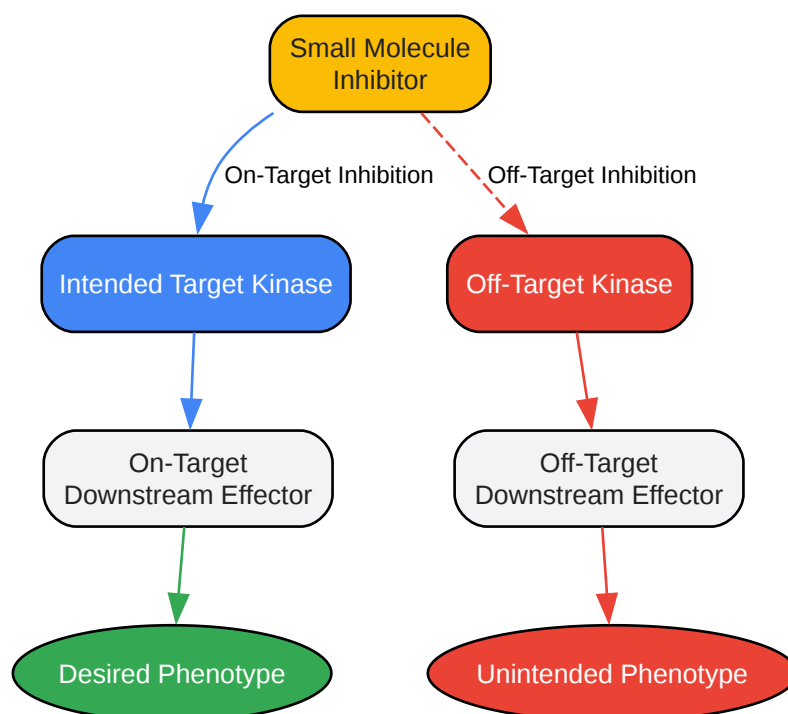 Small Molecule
Inhibitor
On-Target Inhibition
Off-Target Inhibition
Intended Target Kinase
Off-Target Kinase
On-Target
Downstream Effector
Off-Target
Downstream Effector
Desired Phenotype
Unintended Phenotype